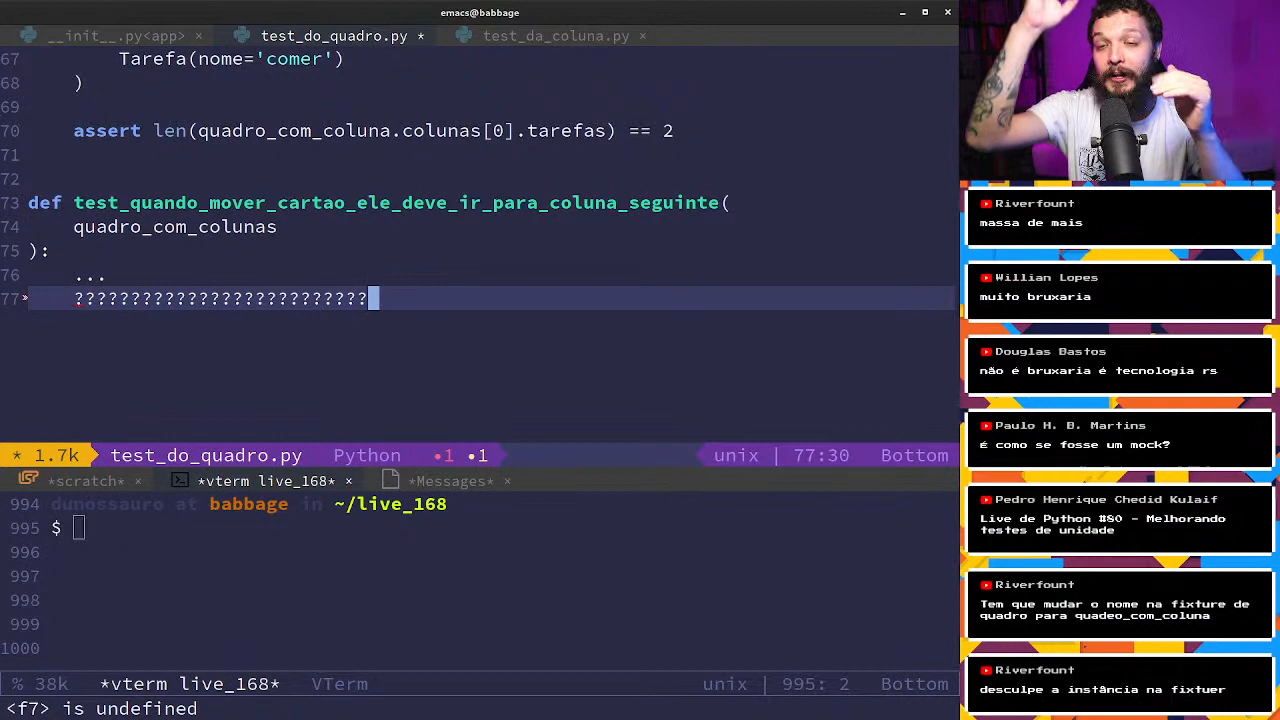 emacs@babbage
__init__.py<app> ×
test_do_quadro.py *
test_da_coluna.py ×
67 Tarefa(nome='comer')
68 )
69
70 assert len(quadro_com_coluna.colunas[0].tarefas) == 2
71
72
73 def test_quando_mover_cartao_ele_deve_ir_para_coluna_seguinte(
74 quadro_com_colunas
75 ):
76 ...
77 ??????????????????????????
* 1.7k test_do_quadro.py Python •1 •1 unix | 77:30 Bottom
*scratch* × *vterm live_168* × *Messages* ×
994 dunossauro at babbage in ~/live_168
995 $
996
997
998
999
1000
% 38k *vterm live_168* VTerm unix | 995: 2 Bottom
<f7> is undefined
Riverfount
massa de mais
Willian Lopes
muito bruxaria
Douglas Bastos
não é bruxaria é tecnologia rs
Paulo H. B. Martins
É como se fosse um mock?
Pedro Henrique Chedid Kulaif
Live de Python #80 - Melhorando
testes de unidade
Riverfount
Tem que mudar o nome na fixture de
quadro para quadeo_com_coluna
Riverfount
desculpe a instância na fixtuer